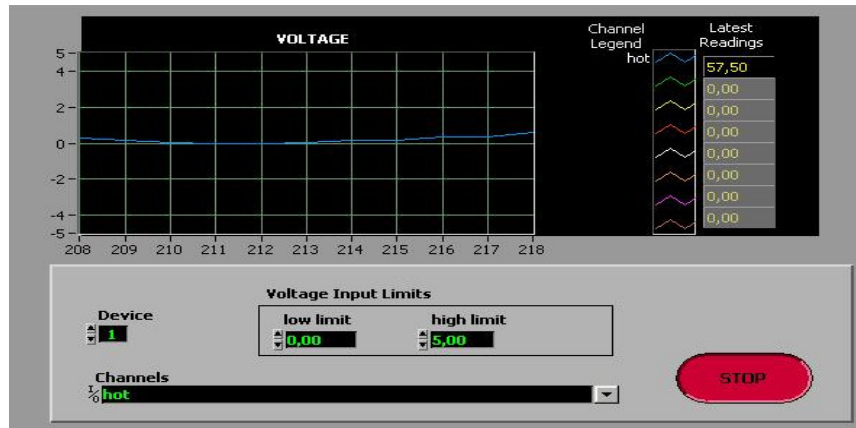 VOLTAGE
Channel Legend
Latest Readings
hot
57,50
0,00
0,00
0,00
0,00
0,00
0,00
0,00
5
4
2
0
-2
-4
-5
208 209 210 211 212 213 214 215 216 217 218
Voltage Input Limits
Device
low limit
high limit
1
0,00
5,00
Channels
I/O
hot
STOP